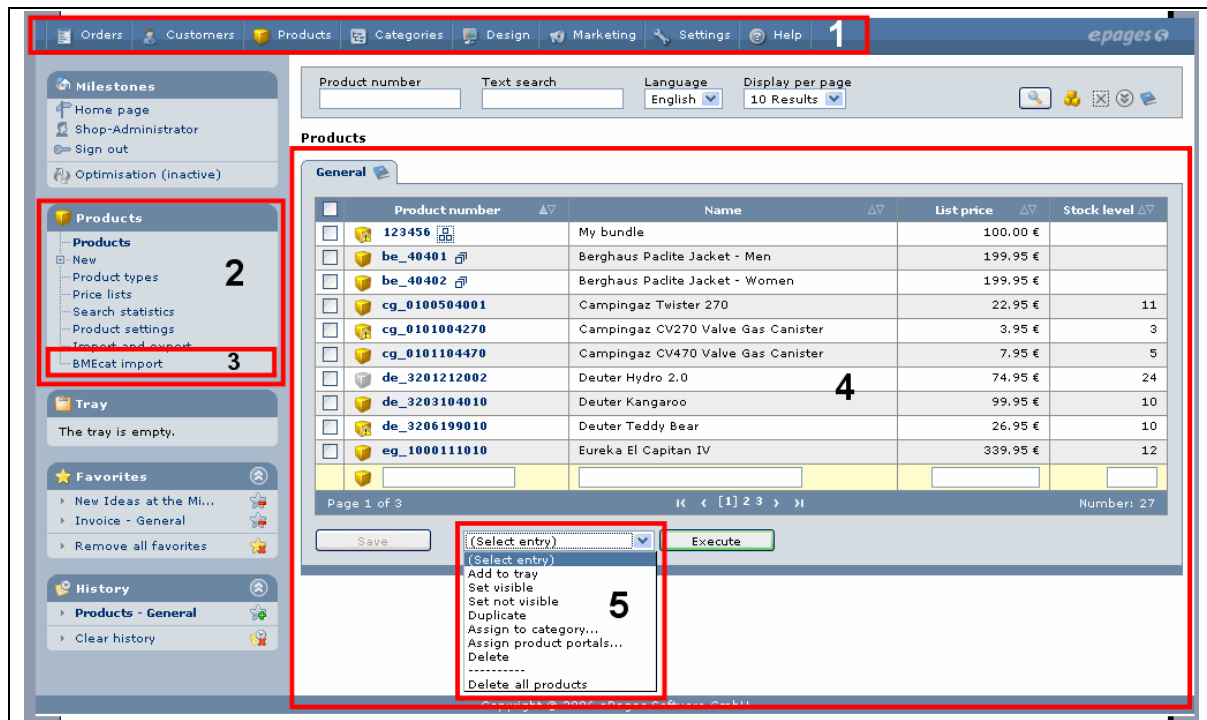 Orders Customers Products Categories Design Marketing Settings Help 1 epages 6
Milestones
Home page
Shop-Administrator
Sign out
Optimisation (inactive)
Products
Products
New
Product types
Price lists
Search statistics
Product settings
Import and export
BMEcat import
2
3
Tray
The tray is empty.
Favorites
New Ideas at the Mi...
Invoice - General
Remove all favorites
History
Products - General
Clear history
Product number Text search Language Display per page
English 10 Results
Products
General
Product number Name List price Stock level
123456 My bundle 100.00 €
be_40401 Berghaus Paclite Jacket - Men 199.95 €
be_40402 Berghaus Paclite Jacket - Women 199.95 €
cg_0100504001 Campingaz Twister 270 22.95 € 11
cg_0101004270 Campingaz CV270 Valve Gas Canister 3.95 € 3
cg_0101104470 Campingaz CV470 Valve Gas Canister 7.95 € 5
de_3201212002 Deuter Hydro 2.0 74.95 € 24
de_3203104010 Deuter Kangaroo 99.95 € 10
de_3206199010 Deuter Teddy Bear 26.95 € 10
eg_1000111010 Eureka El Capitan IV 339.95 € 12
4
Page 1 of 3 [1] 2 3 Number: 27
Save (Select entry) Execute
(Select entry)
Add to tray
Set visible
Set not visible
Duplicate
Assign to category...
Assign product portals...
Delete
----------
Delete all products
5
Copyright © 2006 ePages Software GmbH